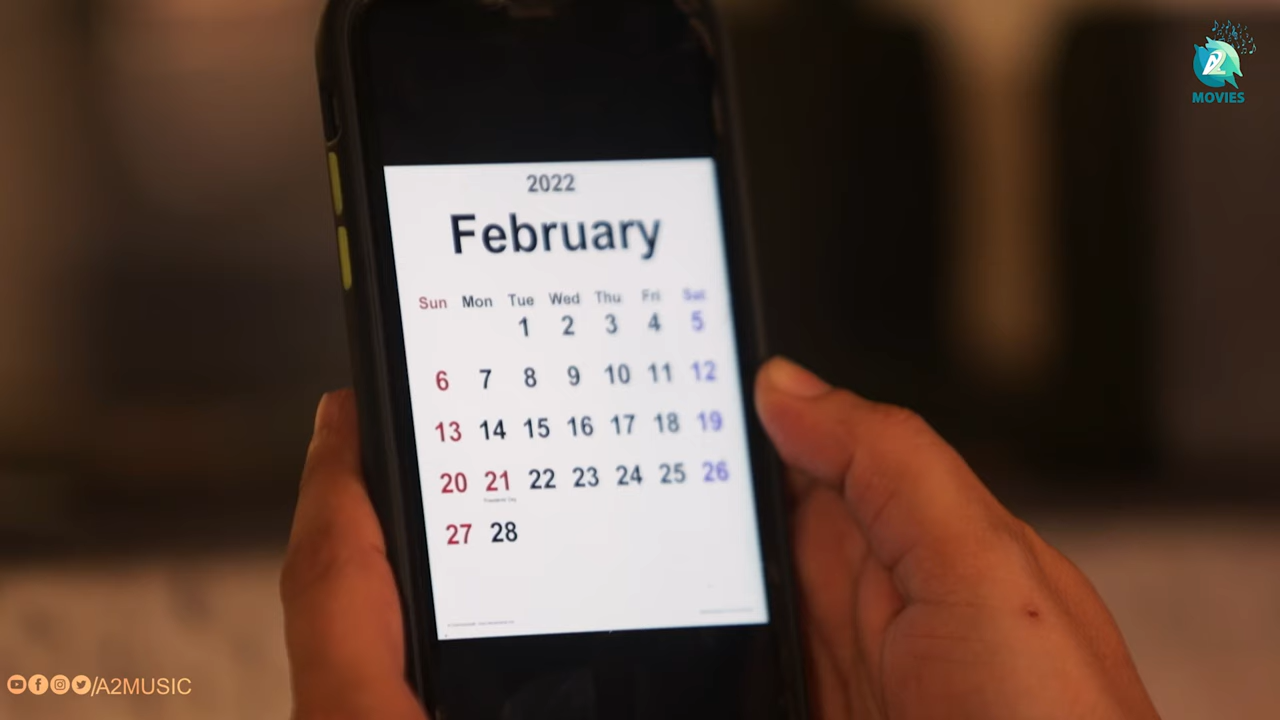 2022
February
Sun Mon Tue Wed Thu Fri Sat
1 2 3 4 5
6 7 8 9 10 11 12
13 14 15 16 17 18 19
20 21 22 23 24 25 26
27 28
A2
MOVIES
/A2MUSIC